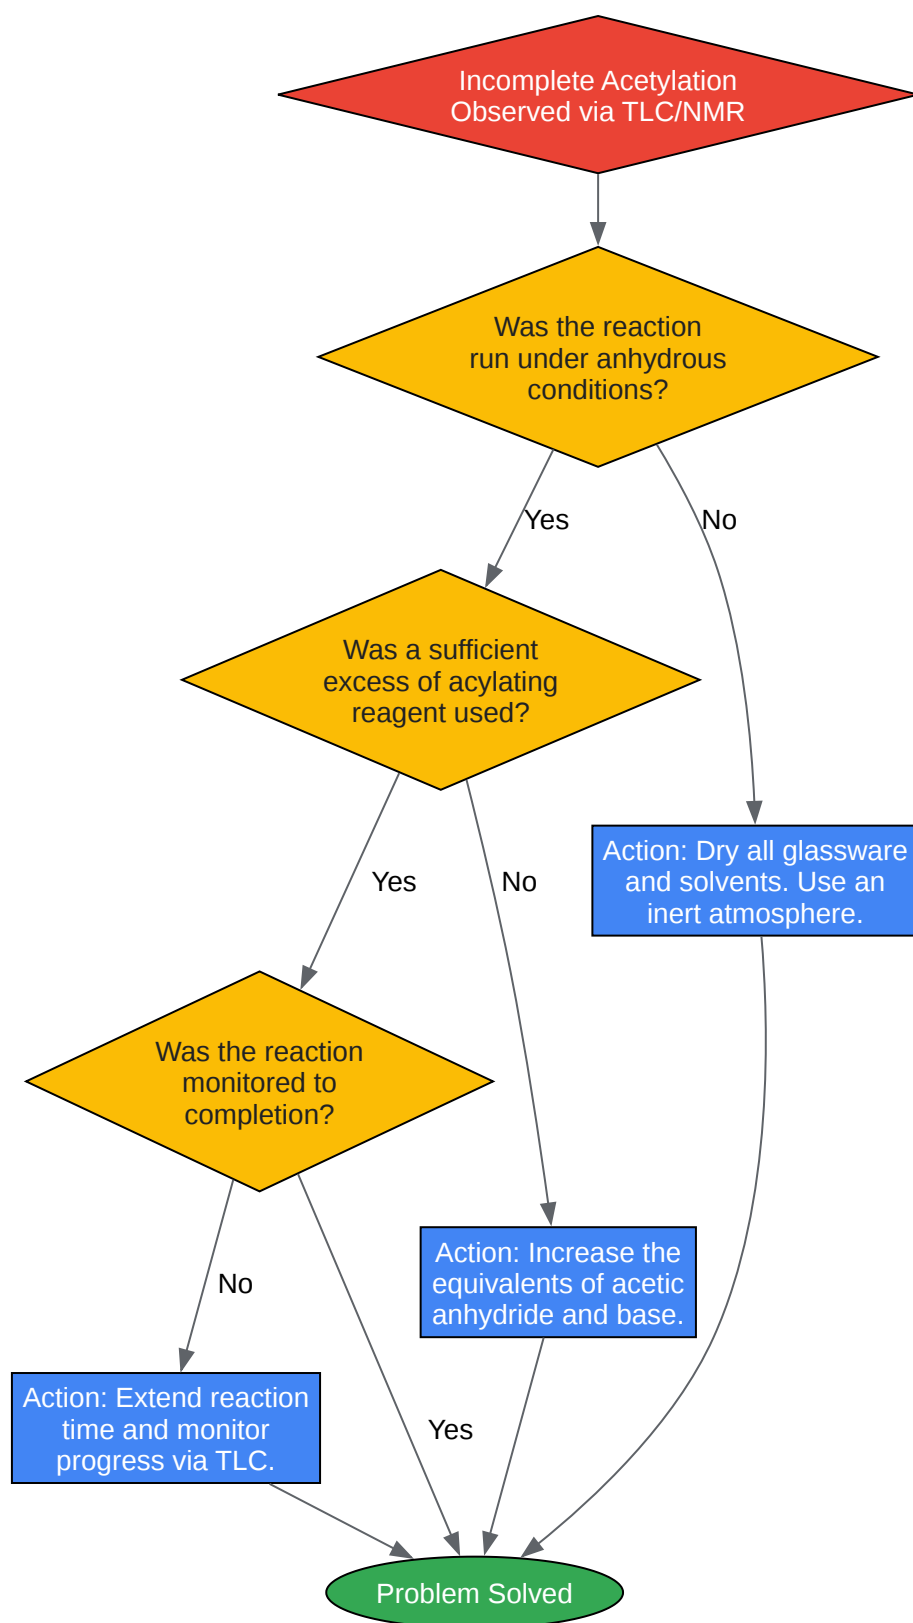 Incomplete Acetylation
Observed via TLC/NMR
Was the reaction
run under anhydrous
conditions?
Yes
No
Was a sufficient
excess of acylating
reagent used?
Action: Dry all glassware
and solvents. Use an
inert atmosphere.
Yes
No
Was the reaction
monitored to
completion?
Action: Increase the
equivalents of acetic
anhydride and base.
No
Action: Extend reaction
time and monitor
progress via TLC.
Yes
Problem Solved